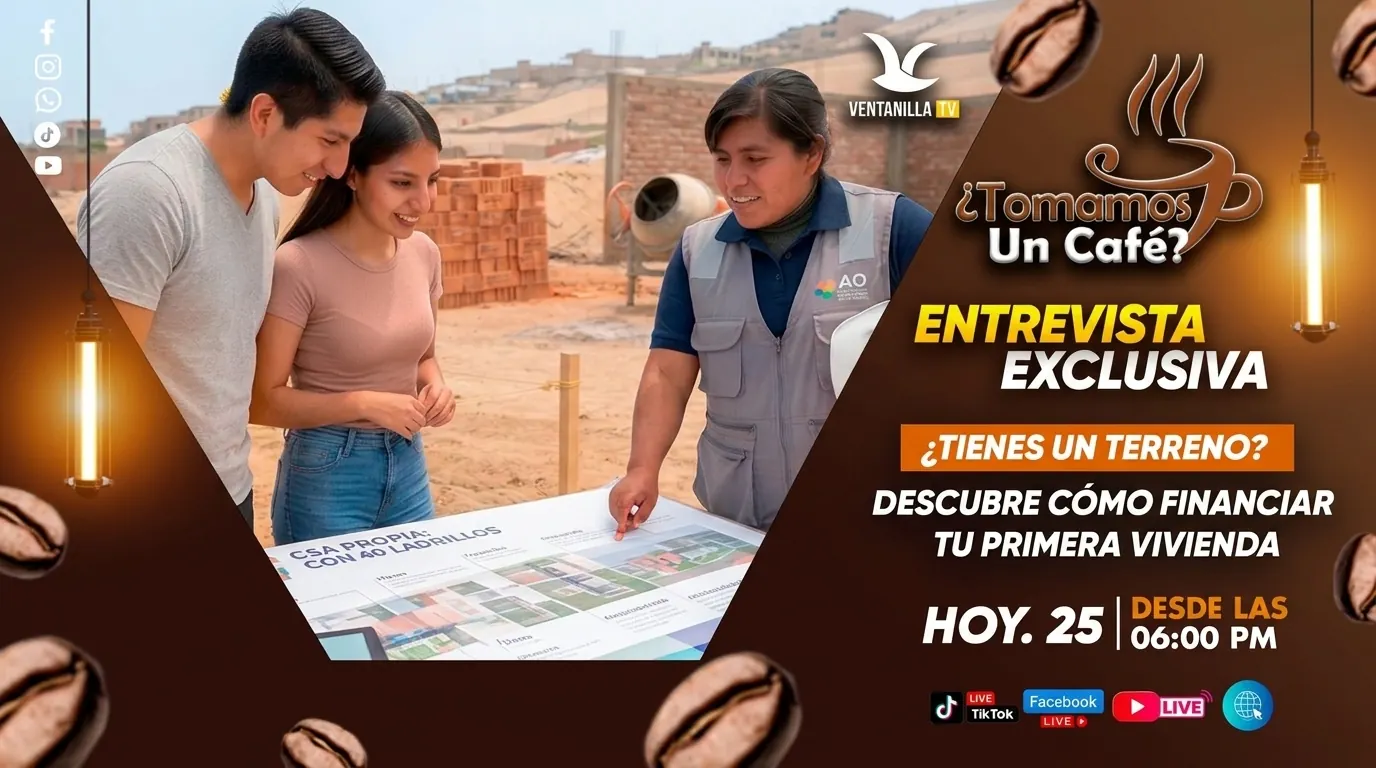 VENTANILLA TV
¿Tomamos
Un Café?
ENTREVISTA
EXCLUSIVA
¿TIENES UN TERRENO?
DESCUBRE CÓMO FINANCIAR
TU PRIMERA VIVIENDA
HOY. 25
DESDE LAS
06:00 PM
LIVE
TikTok
Facebook
LIVE
LIVE
AO
CSA PROPIA:
CON 40 LADRILLOS